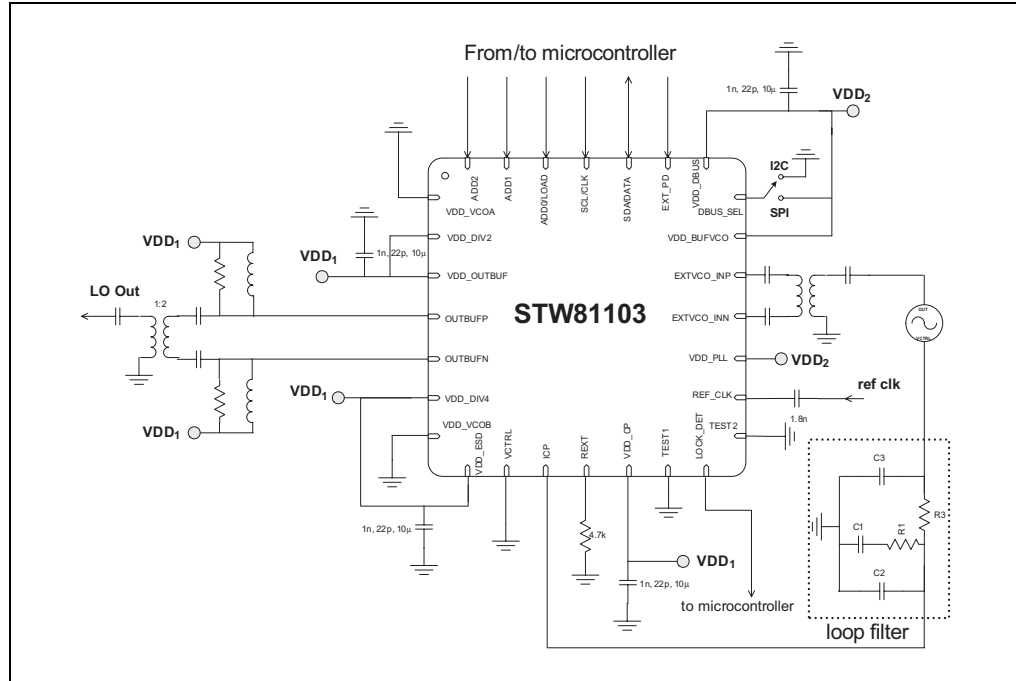 From/to microcontroller
1n, 22p, 10µ
VDD2
ADD2
ADD1
ADD0/LOAD
SCL/CLK
SDA/DATA
EXT_PD
VDD_DBUS
I2C
DBUS_SEL
SPI
VDD_VCOA
VDD1
VDD_DIV2
VDD_BUFVCO
1n, 22p, 10µ
VDD1
VDD_OUTBUF
EXTVCO_INP
LO Out
1:2
OUTBUFP
STW81103
EXTVCO_INN
OUT
VCTRL
OUTBUFN
VDD_PLL
VDD2
VDD1
VDD_DIV4
REF_CLK
ref clk
1.8n
VDD1
VDD_VCOB
TEST2
VDD_ESD
VCTRL
ICP
REXT
VDD_CP
TEST1
LOCK_DET
C3
R3
C1
R1
C2
1n, 22p, 10µ
4.7k
VDD1
1n, 22p, 10µ
to microcontroller
loop filter